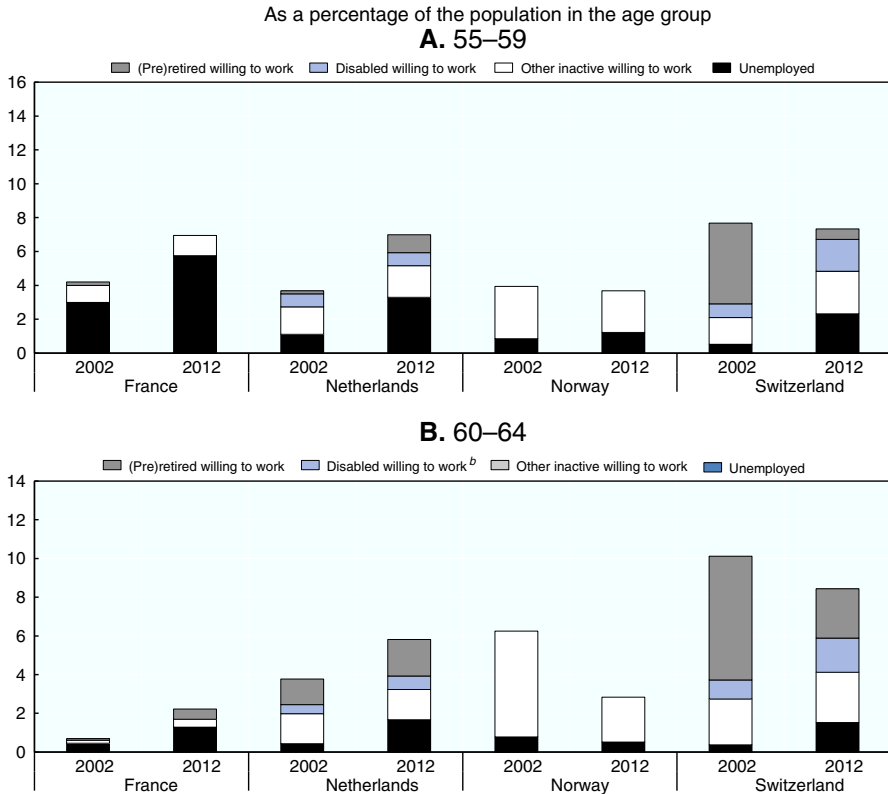 As a percentage of the population in the age group
A. 55–59
(Pre)retired willing to work Disabled willing to work Other inactive willing to work Unemployed
16
14
12
10
8
6
4
2
0
2002 2012 2002 2012 2002 2012 2002 2012
France Netherlands Norway Switzerland
B. 60–64
(Pre)retired willing to work Disabled willing to work b Other inactive willing to work Unemployed
14
12
10
8
6
4
2
0
2002 2012 2002 2012 2002 2012 2002 2012
France Netherlands Norway Switzerland